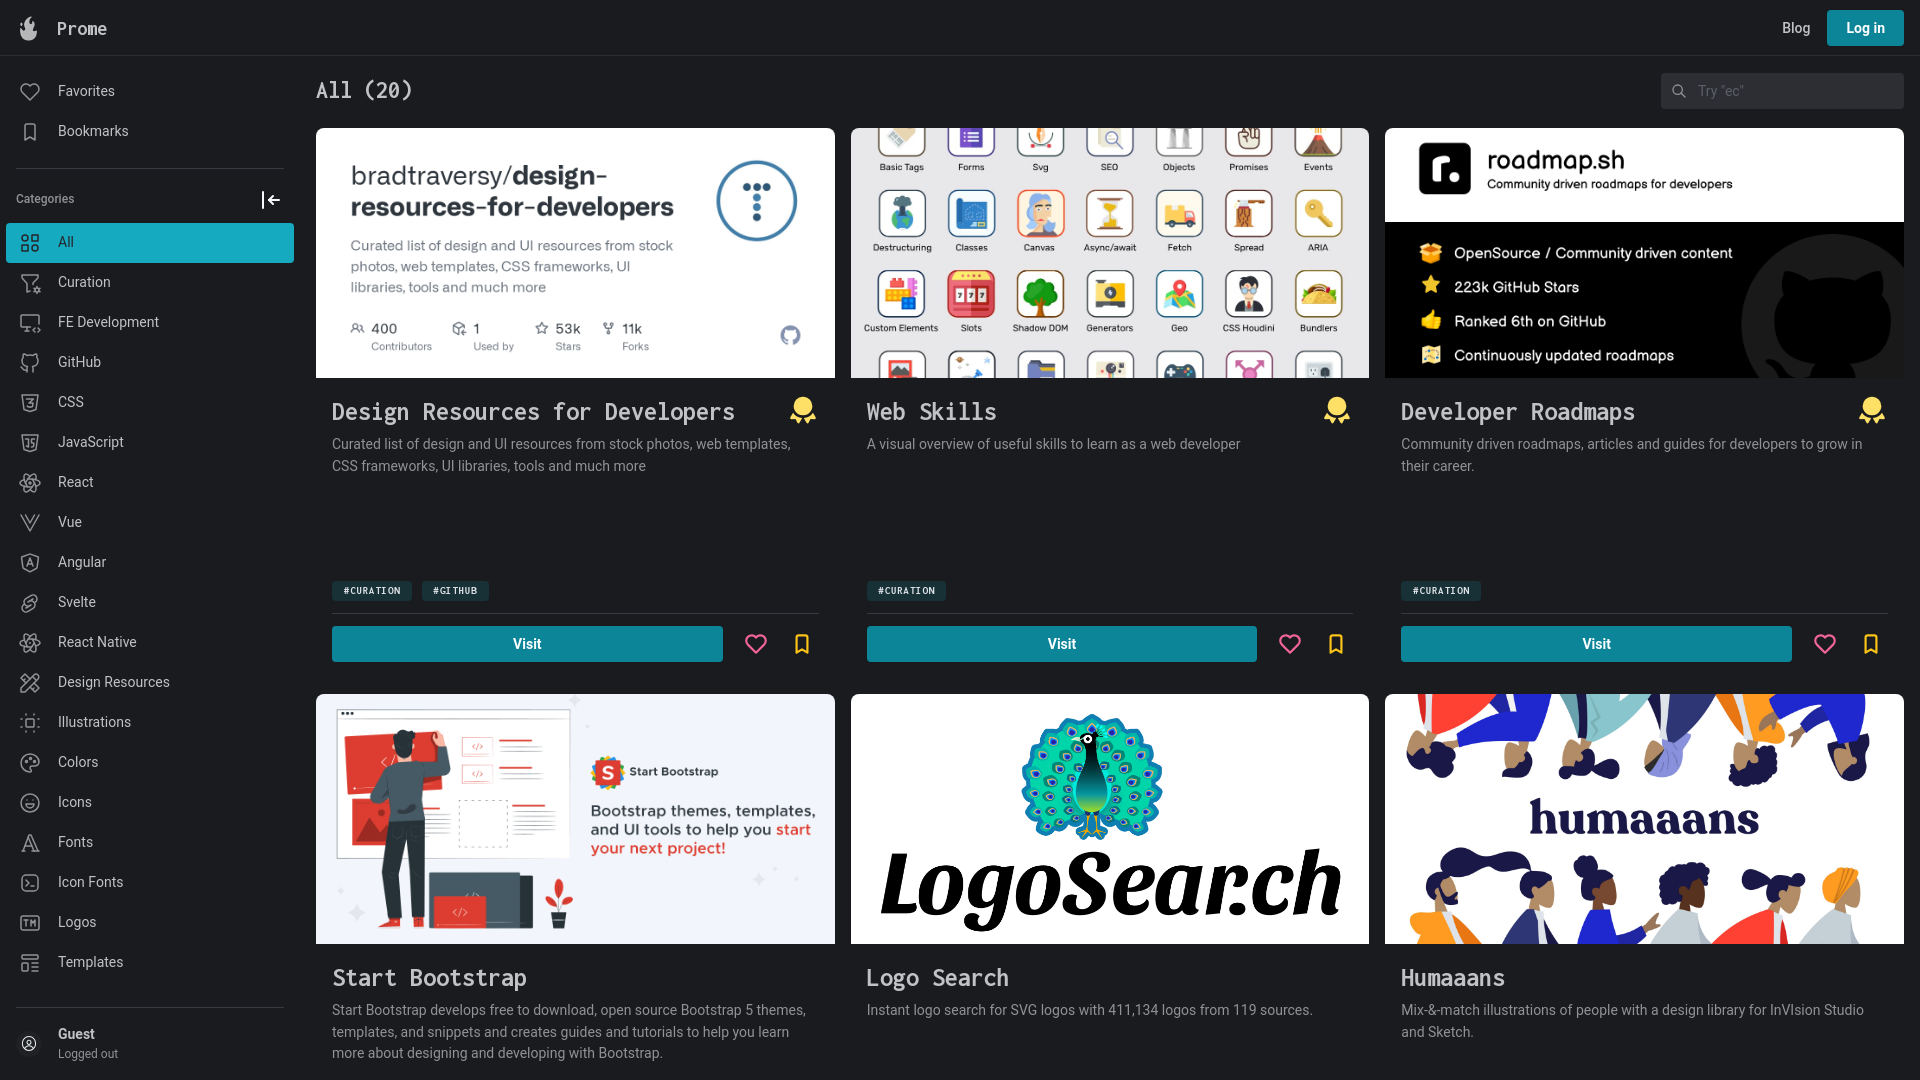 Prome
Blog
Log in
Favorites
Bookmarks
Categories
All
Curation
FE Development
GitHub
CSS
JavaScript
React
Vue
Angular
Svelte
React Native
Design Resources
Illustrations
Colors
Icons
Fonts
Icon Fonts
Logos
Templates
Guest
Logged out
All (20)
Try "ec"
bradtraversy/design-
resources-for-developers
Curated list of design and UI resources from stock
photos, web templates, CSS frameworks, UI
libraries, tools and much more
400 1 53k 11k
Contributors Used by Stars Forks
Design Resources for Developers
Curated list of design and UI resources from stock photos, web templates,
CSS frameworks, UI libraries, tools and much more
#CURATION #GITHUB
Visit
Basic Tags Forms Svg SEO Objects Promises Events
Destructuring Classes Canvas Async/await Fetch Spread ARIA
Custom Elements Slots Shadow DOM Generators Geo CSS Houdini Bundlers
Web Skills
A visual overview of useful skills to learn as a web developer
#CURATION
Visit
r.
roadmap.sh
Community driven roadmaps for developers
OpenSource / Community driven content
223k GitHub Stars
Ranked 6th on GitHub
Continuously updated roadmaps
Developer Roadmaps
Community driven roadmaps, articles and guides for developers to grow in
their career.
#CURATION
Visit
S Start Bootstrap
Bootstrap themes, templates,
and UI tools to help you start
your next project!
Start Bootstrap
Start Bootstrap develops free to download, open source Bootstrap 5 themes,
templates, and snippets and creates guides and tutorials to help you learn
more about designing and developing with Bootstrap.
LogoSear.ch
Logo Search
Instant logo search for SVG logos with 411,134 logos from 119 sources.
humaaans
Humaaans
Mix-&-match illustrations of people with a design library for InVIsion Studio
and Sketch.